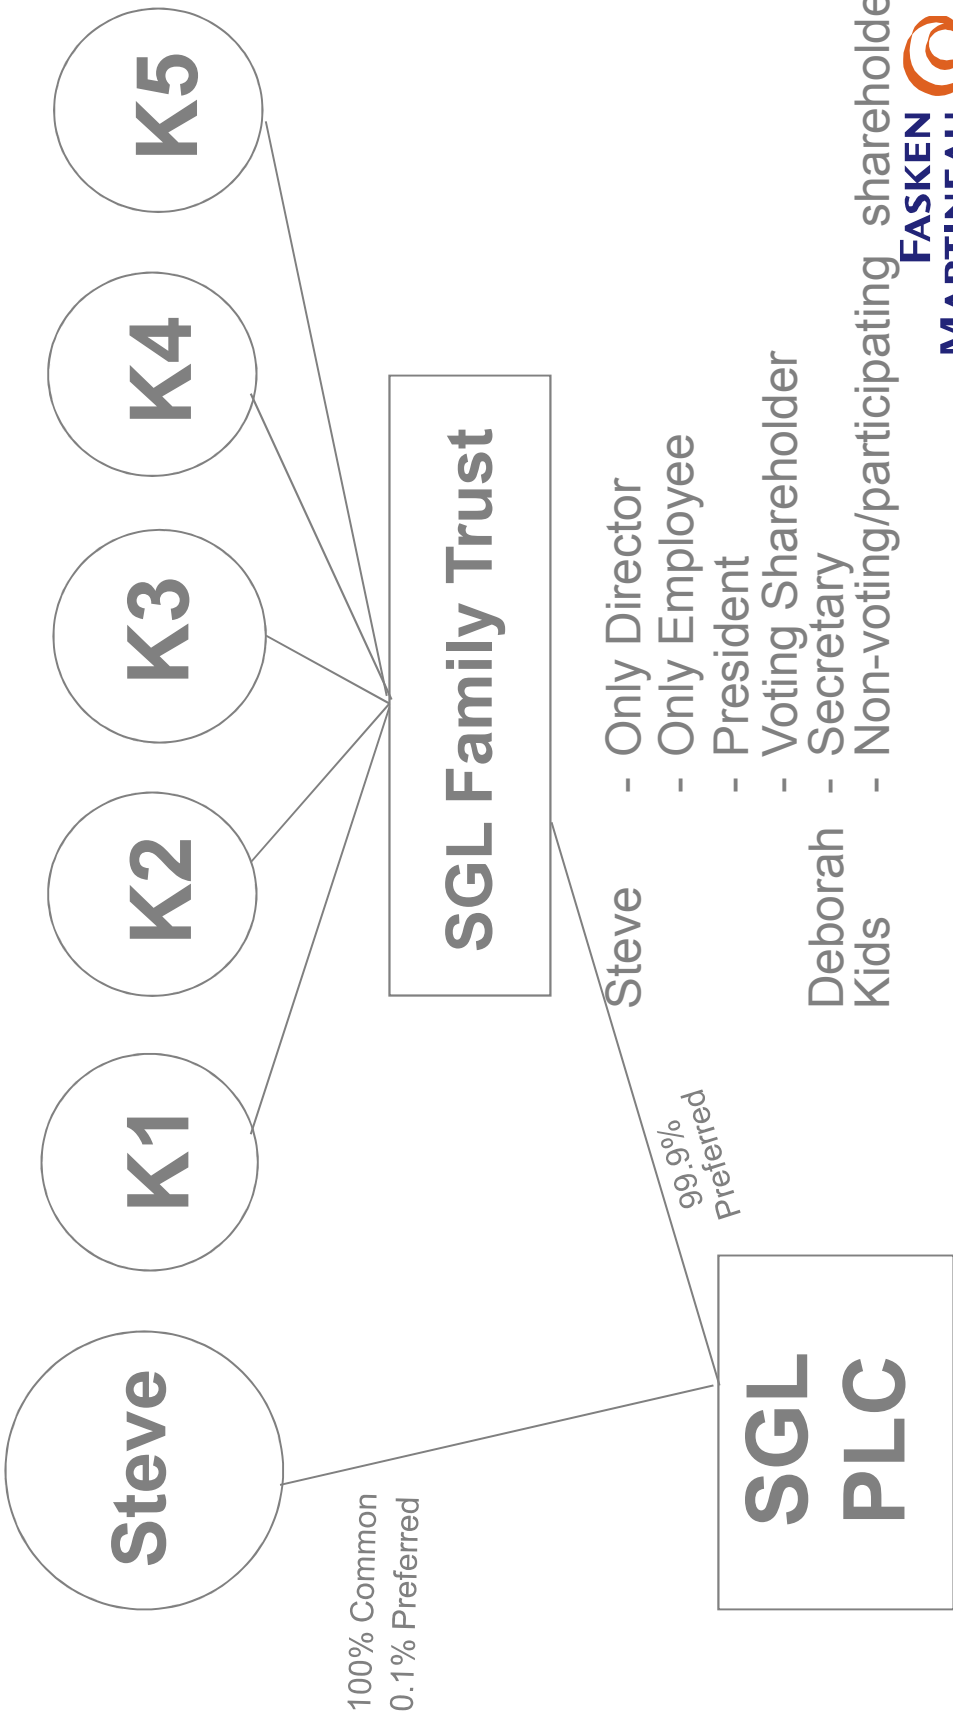 Steve
K1
K2
K3
K4
K5
100% Common
0.1% Preferred
SGL Family Trust
99.9%
Preferred
SGL
PLC
Steve - Only Director
- Only Employee
- President
- Voting Shareholder
Deborah - Secretary
Kids - Non-voting/participating shareholde
FASKEN